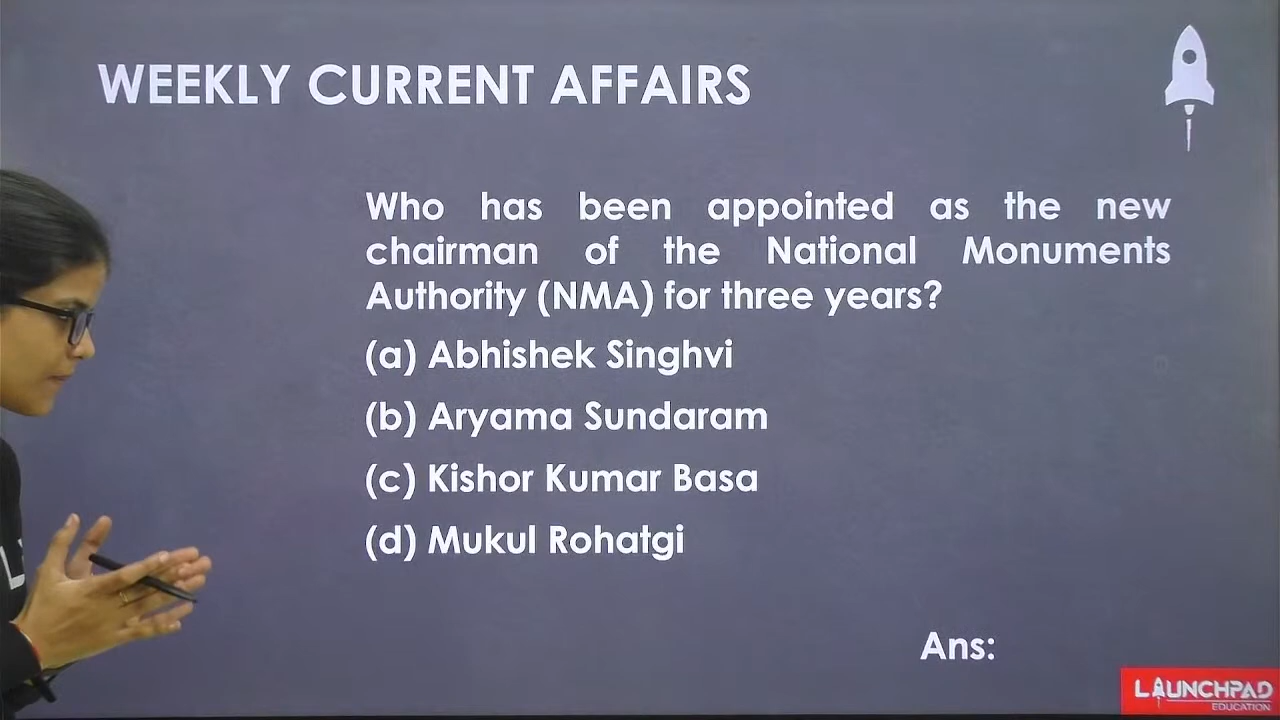 WEEKLY CURRENT AFFAIRS
Who has been appointed as the new
chairman of the National Monuments
Authority (NMA) for three years?
(a) Abhishek Singhvi
(b) Aryama Sundaram
(c) Kishor Kumar Basa
(d) Mukul Rohatgi
Ans:
LAUNCHPAD
EDUCATION